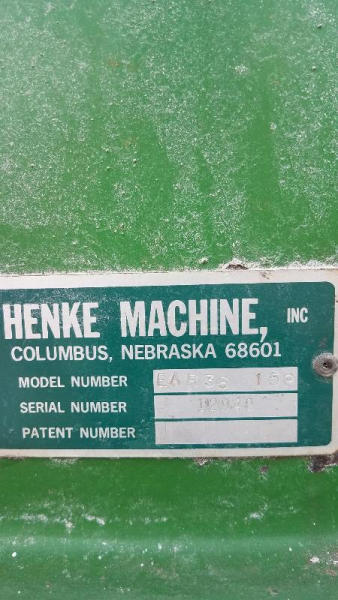 HENKE MACHINE, INC
COLUMBUS, NEBRASKA 68601
MODEL NUMBER
SERIAL NUMBER
PATENT NUMBER